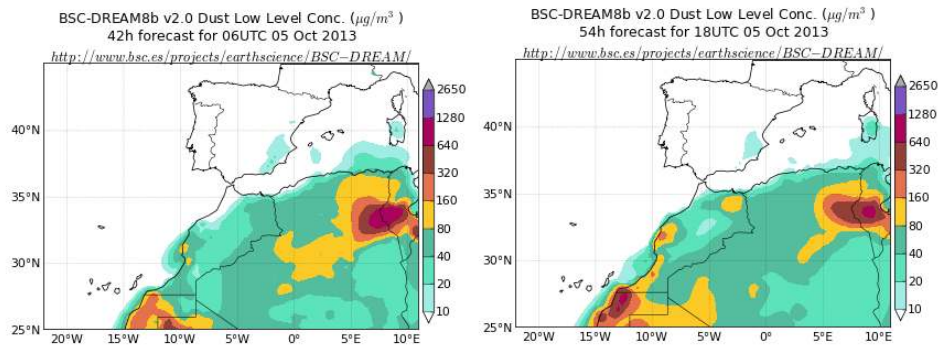 BSC-DREAM8b v2.0 Dust Low Level Conc. (μg/m³ )
42h forecast for 06UTC 05 Oct 2013
http://www.bsc.es/projects/earthscience/BSC−DREAM/
40°N
35°N
30°N
25°N
20°W
15°W
10°W
5°W
0°
5°E
10°E
2650
1280
640
320
160
80
40
20
10
BSC-DREAM8b v2.0 Dust Low Level Conc. (μg/m³ )
54h forecast for 18UTC 05 Oct 2013
http://www.bsc.es/projects/earthscience/BSC−DREAM/
40°N
35°N
30°N
25°N
20°W
15°W
10°W
5°W
0°
5°E
10°E
2650
1280
640
320
160
80
40
20
10